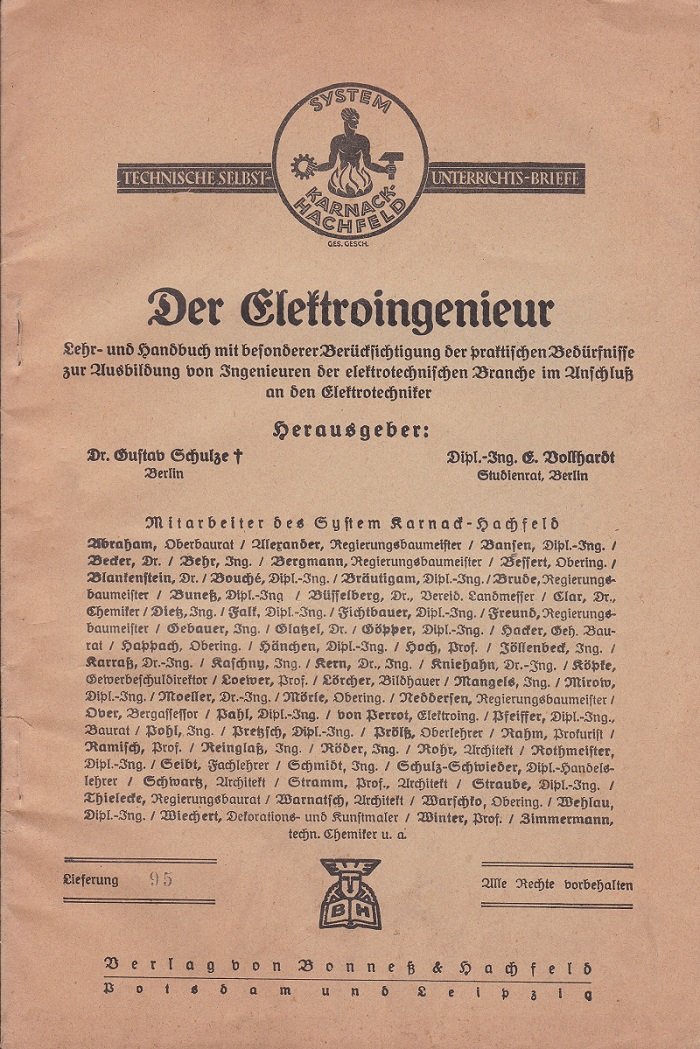 SYSTEM
TECHNISCHE SELBST-UNTERRICHTS-BRIEFE
KARNACK-
HACHFELD
GES. GESCH.
Der Elektroingenieur
Lehr- und Handbuch mit besonderer Berücksichtigung der praktischen Bedürfnisse
zur Ausbildung von Ingenieuren der elektrotechnischen Branche im Anschluß
an den Elektrotechniker
Herausgeber:
Dr. Gustav Schulze † Dipl.-Ing. E. Vollhardt
Berlin Studienrat, Berlin
Mitarbeiter des System Karnack-Hachfeld
Abraham, Oberbaurat / Alexander, Regierungsbaumeister / Bansen, Dipl.-Ing. /
Becker, Dr. / Behr, Ing. / Bergmann, Regierungsbaumeister / Bessert, Obering. /
Blankenstein, Dr. / Bouché, Dipl.-Ing. / Bräutigam, Dipl.-Ing. / Brude, Regierungs-
baumeister / Buneß, Dipl.-Ing / Büsselberg, Dr., Vereid. Landmesser / Clar, Dr.,
Chemiker / Dietz, Ing. / Falk, Dipl.-Ing. / Fichtbauer, Dipl.-Ing. / Freund, Regierungs-
baumeister / Gebauer, Ing. / Glatzel, Dr. / Göpper, Dipl.-Ing. / Hacker, Geh. Bau-
rat / Happach, Obering. / Hänchen, Dipl.-Ing. / Hoch, Prof. / Jöllenbeck, Ing. /
Karraß, Dr.-Ing. / Kaschny, Ing. / Kern, Dr., Ing. / Kniehahn, Dr.-Ing. / Köpke,
Gewerbeschuldirektor / Loewer, Prof. / Lörcher, Bildhauer / Mangels, Ing. / Mirow,
Dipl.-Ing. / Moeller, Dr.-Ing. / Mörle, Obering. / Neddersen, Regierungsbaumeister /
Over, Bergassessor / Pahl, Dipl.-Ing. / von Perrot, Elektroing. / Pfeiffer, Dipl.-Ing.,
Baurat / Pohl, Ing. / Pretzsch, Dipl.-Ing. / Prölß, Oberlehrer / Rahm, Prokurist /
Ramisch, Prof. / Reinglaß, Ing. / Röder, Ing. / Rohr, Architekt / Rothmeister,
Dipl.-Ing. / Seibt, Fachlehrer / Schmidt, Ing. / Schulz-Schwieder, Dipl.-Handels-
lehrer / Schwartz, Architekt / Stramm, Prof., Architekt / Straube, Dipl.-Ing. /
Thielecke, Regierungsbaurat / Warnatsch, Architekt / Warschko, Obering. / Wehlau,
Dipl.-Ing. / Wiechert, Dekorations- und Kunstmaler / Winter, Prof. / Zimmermann,
techn. Chemiker u. a.
Lieferung 95 Alle Rechte vorbehalten
TU
BH
Verlag von Bonneß & Hachfeld
Potsdam und Leipzig